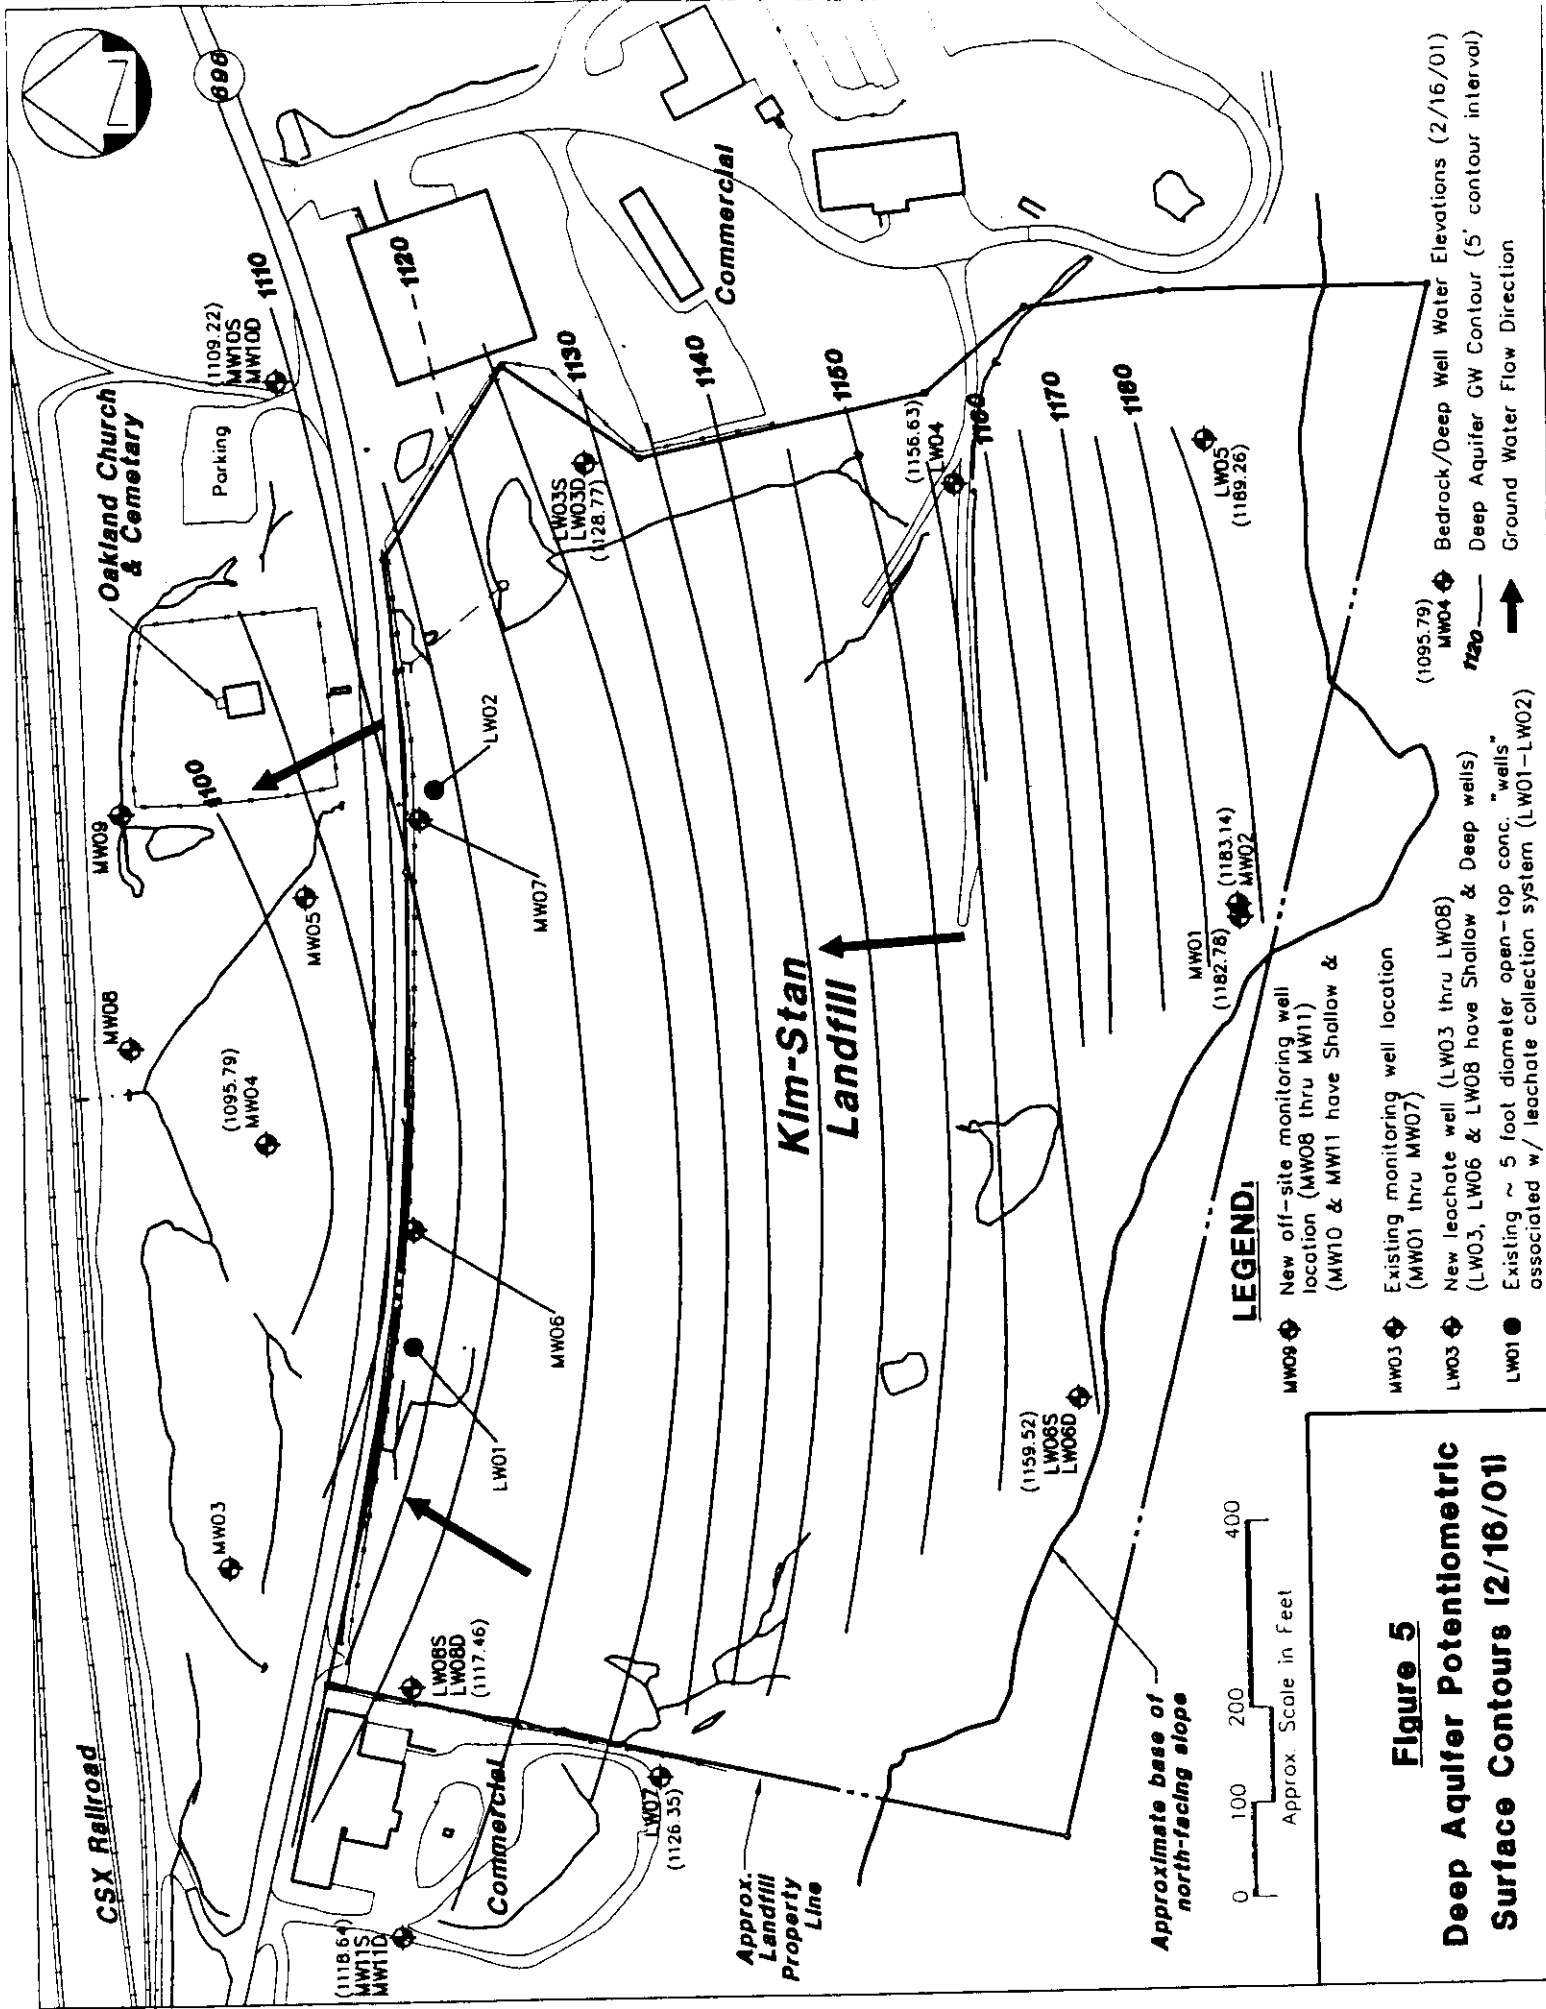 CSX Railroad
N
696
Oakland Church
& Cemetary
Parking
(1109.22)
MW10S
MW10D
1110
1120
1130
1140
1150
1160
1170
1180
1100
Commercial
MW09
MW08
MW05
(1095.79)
MW04
MW03
LW02
MW07
MW06
LW01
LW03S
LW03D
(1128.77)
(1156.63)
LW04
LW05
(1189.26)
Kim-Stan
Landfill
MW01
(1182.78)
(1183.14)
MW02
(1159.52)
LW06S
LW06D
LW08S
LW08D
(1117.46)
Commercial
LW07
(1126.35)
(1118.64)
MW11S
MW11D
Approx.
Landfill
Property
Line
Approximate base of
north-facing slope
0 100 200 400
Approx. Scale in Feet
LEGEND:
MW09 New off-site monitoring well
location (MW08 thru MW11)
(MW10 & MW11 have Shallow &
MW03 Existing monitoring well location
(MW01 thru MW07)
LW03 New leachate well (LW03 thru LW08)
(LW03, LW06 & LW08 have Shallow & Deep wells)
LW01 Existing ~ 5 foot diameter open-top conc. "wells"
associated w/ leachate collection system (LW01-LW02)
(1095.79)
MW04 Bedrock/Deep Well Water Elevations (2/16/01)
1120 Deep Aquifer GW Contour (5' contour interval)
Ground Water Flow Direction
Figure 5
Deep Aquifer Potentiometric
Surface Contours (2/16/01)